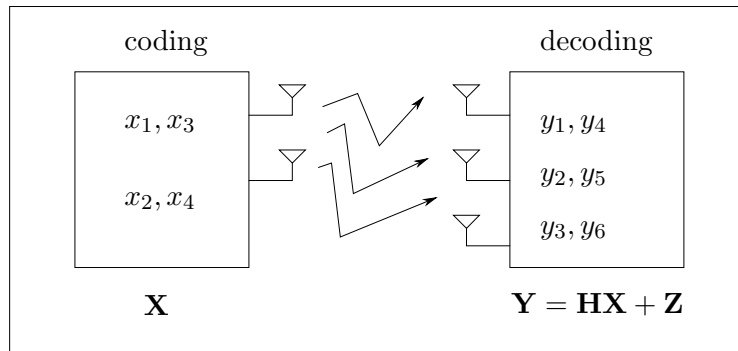 coding
decoding
x₁, x₃
x₂, x₄
y₁, y₄
y₂, y₅
y₃, y₆
X
Y = HX + Z